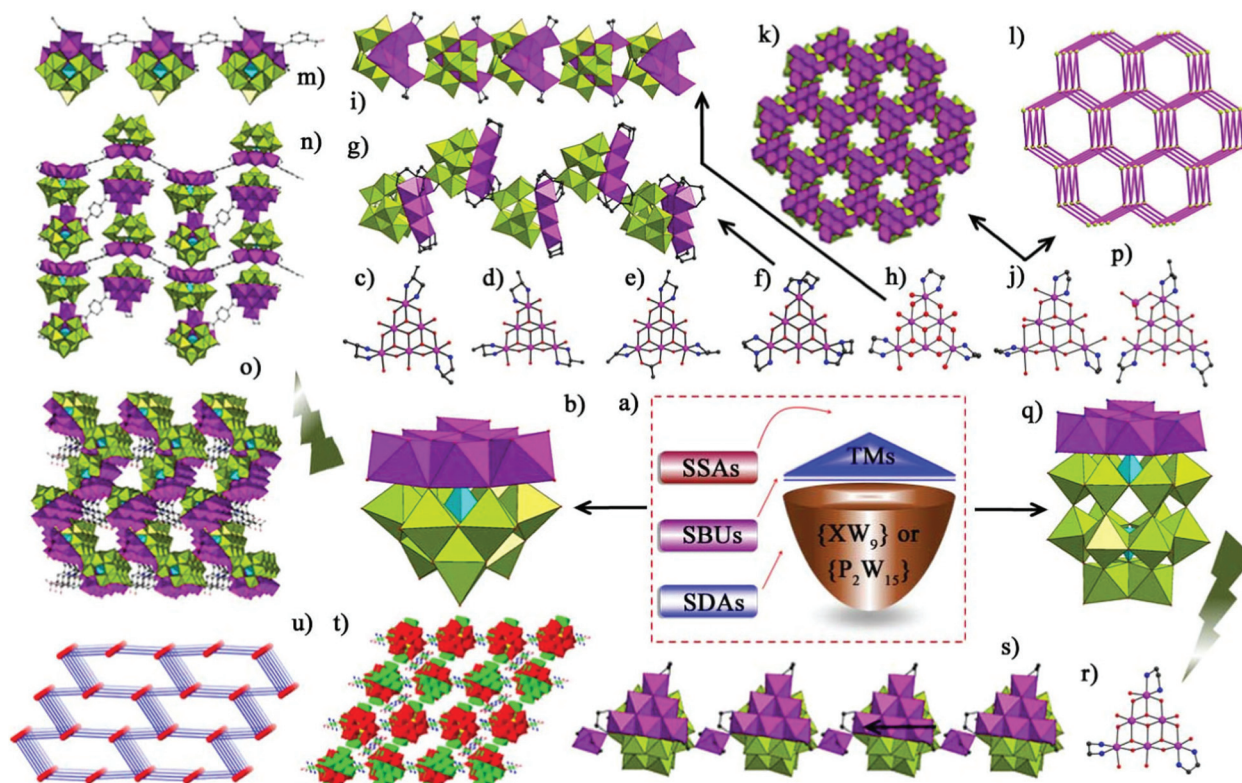 m)
i)
k)
l)
n)
g)
c)
d)
e)
f)
h)
j)
p)
o)
b)
a)
SSAs
TMs
SBUs
{XW₉} or
{P₂W₁₅}
SDAs
q)
u)
t)
s)
r)